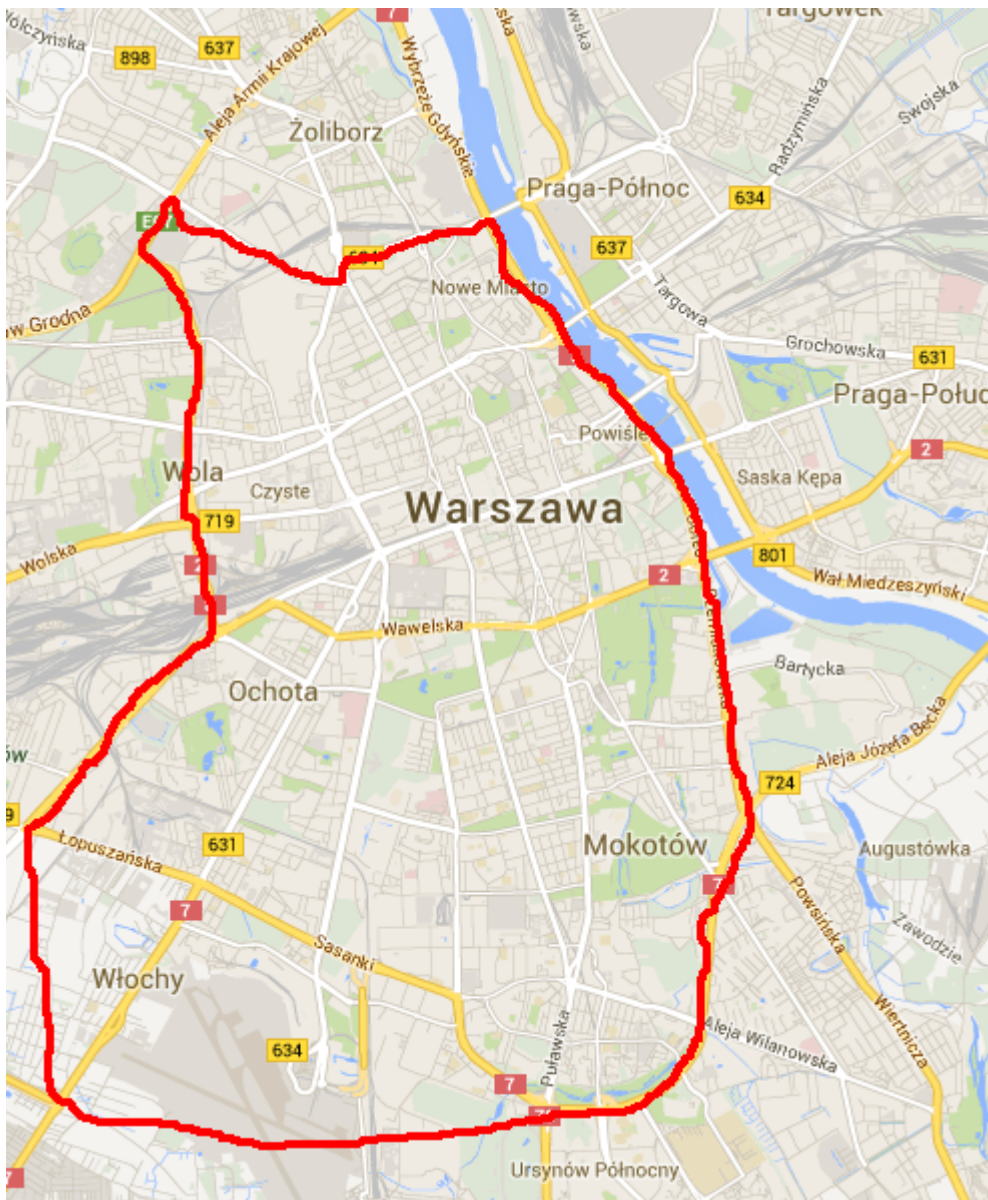 7
637
898
Aleja Armii Krajowej
Wybrzeże Gdyńskie
Żoliborz
Radzymińska
Swojska
Praga-Północ
634
637
Nowe Miasto
Targowa
Grochowska
631
Praga-Połud
Powiśle
2
Wola
Czyste
Saska Kępa
Warszawa
719
Wolska
2
801
2
Wał Miedzeszyński
Wawelska
Bartycka
Ochota
Aleja Józefa Becka
724
Łopuszańska
631
Mokotów
Augustówka
7
7
Powsińska
Zawodzie
Sasanki
Włochy
Wiertnicza
634
Puławska
Aleja Wilanowska
7
Ursynów Północny
7